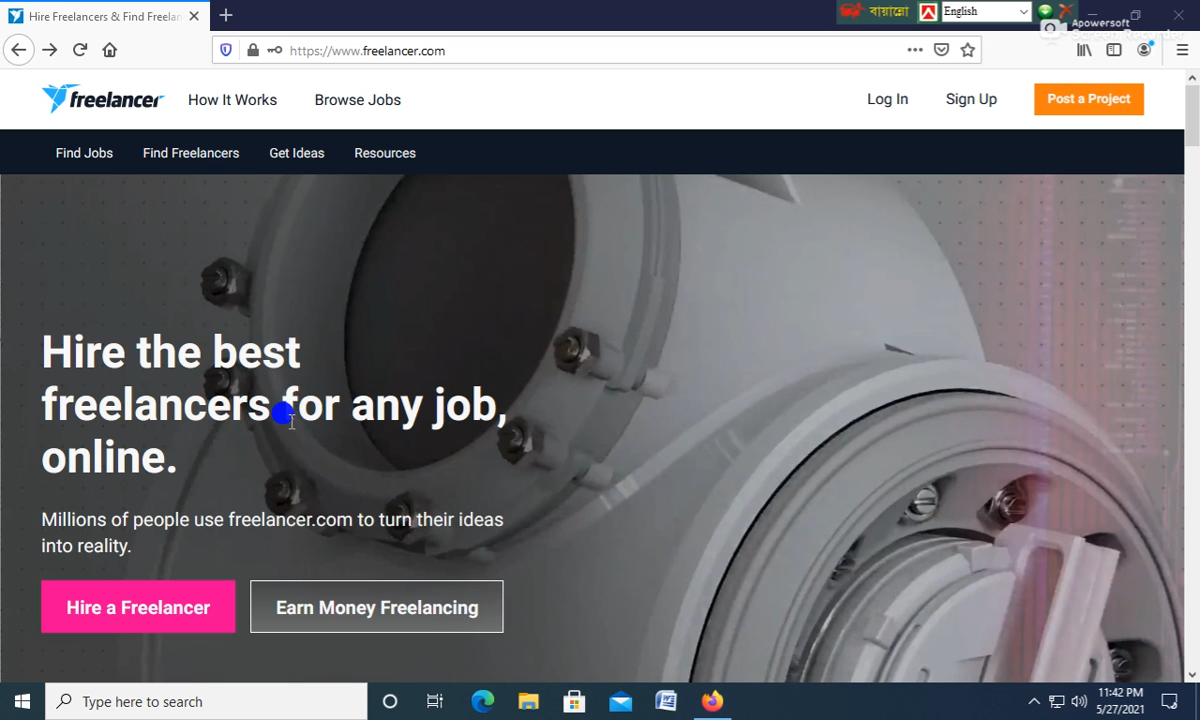 Hire Freelancers & Find Freelan
বায়ান্নো
English
Apowersoft
Screen Recorder
https://www.freelancer.com
freelancer
How It Works
Browse Jobs
Log In
Sign Up
Post a Project
Find Jobs
Find Freelancers
Get Ideas
Resources
Hire the best
freelancers for any job,
online.
Millions of people use freelancer.com to turn their ideas
into reality.
Hire a Freelancer
Earn Money Freelancing
Type here to search
11:42 PM
5/27/2021